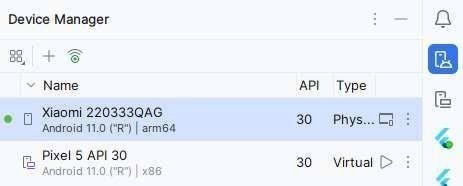 Device Manager
Name API Type
Xiaomi 220333QAG 30 Phys...
Android 11.0 ("R") | arm64
Pixel 5 API 30 30 Virtual
Android 11.0 ("R") | x86